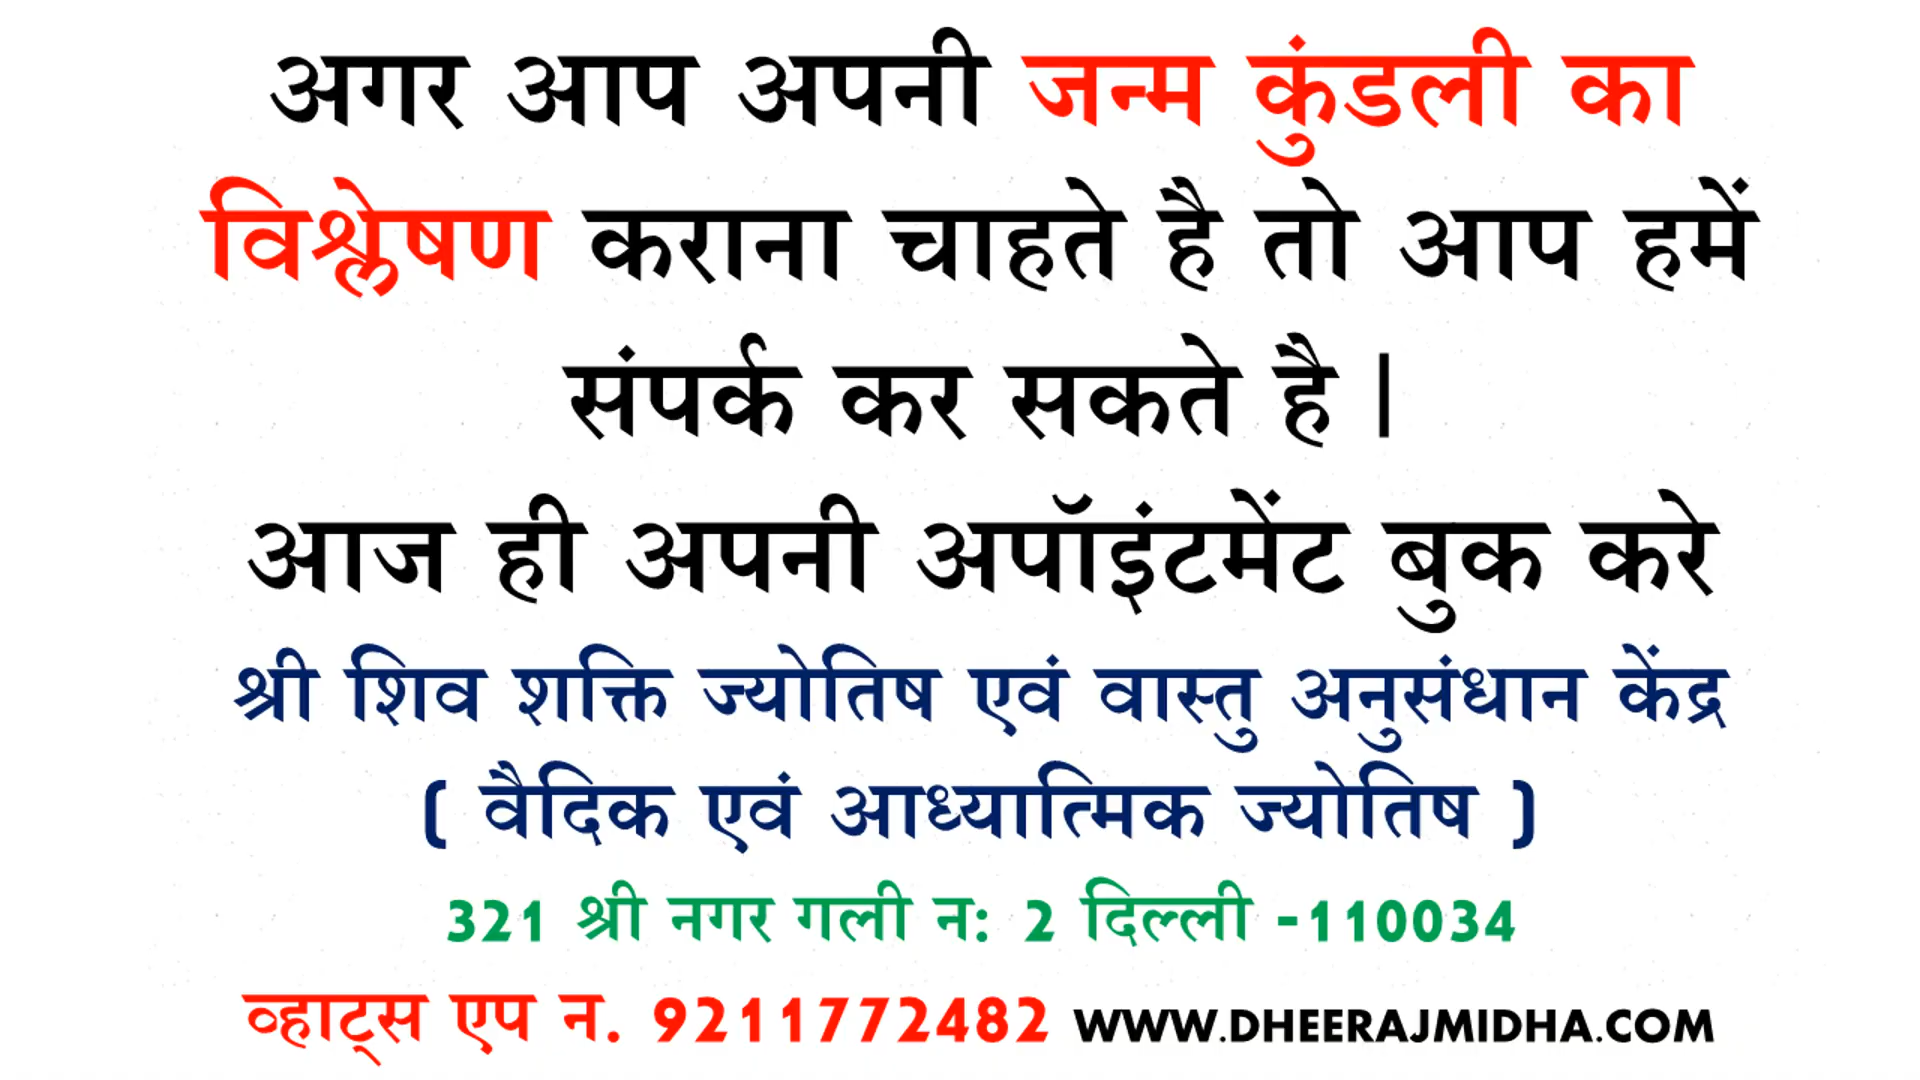 अगर आप अपनी जन्म कुंडली का
विश्लेषण कराना चाहते है तो आप हमें
संपर्क कर सकते है |
आज ही अपनी अपॉइंटमेंट बुक करे
श्री शिव शक्ति ज्योतिष एवं वास्तु अनुसंधान केंद्र
( वैदिक एवं आध्यात्मिक ज्योतिष )
321 श्री नगर गली न: 2 दिल्ली -110034
व्हाट्स एप न. 9211772482 WWW.DHEERAJMIDHA.COM